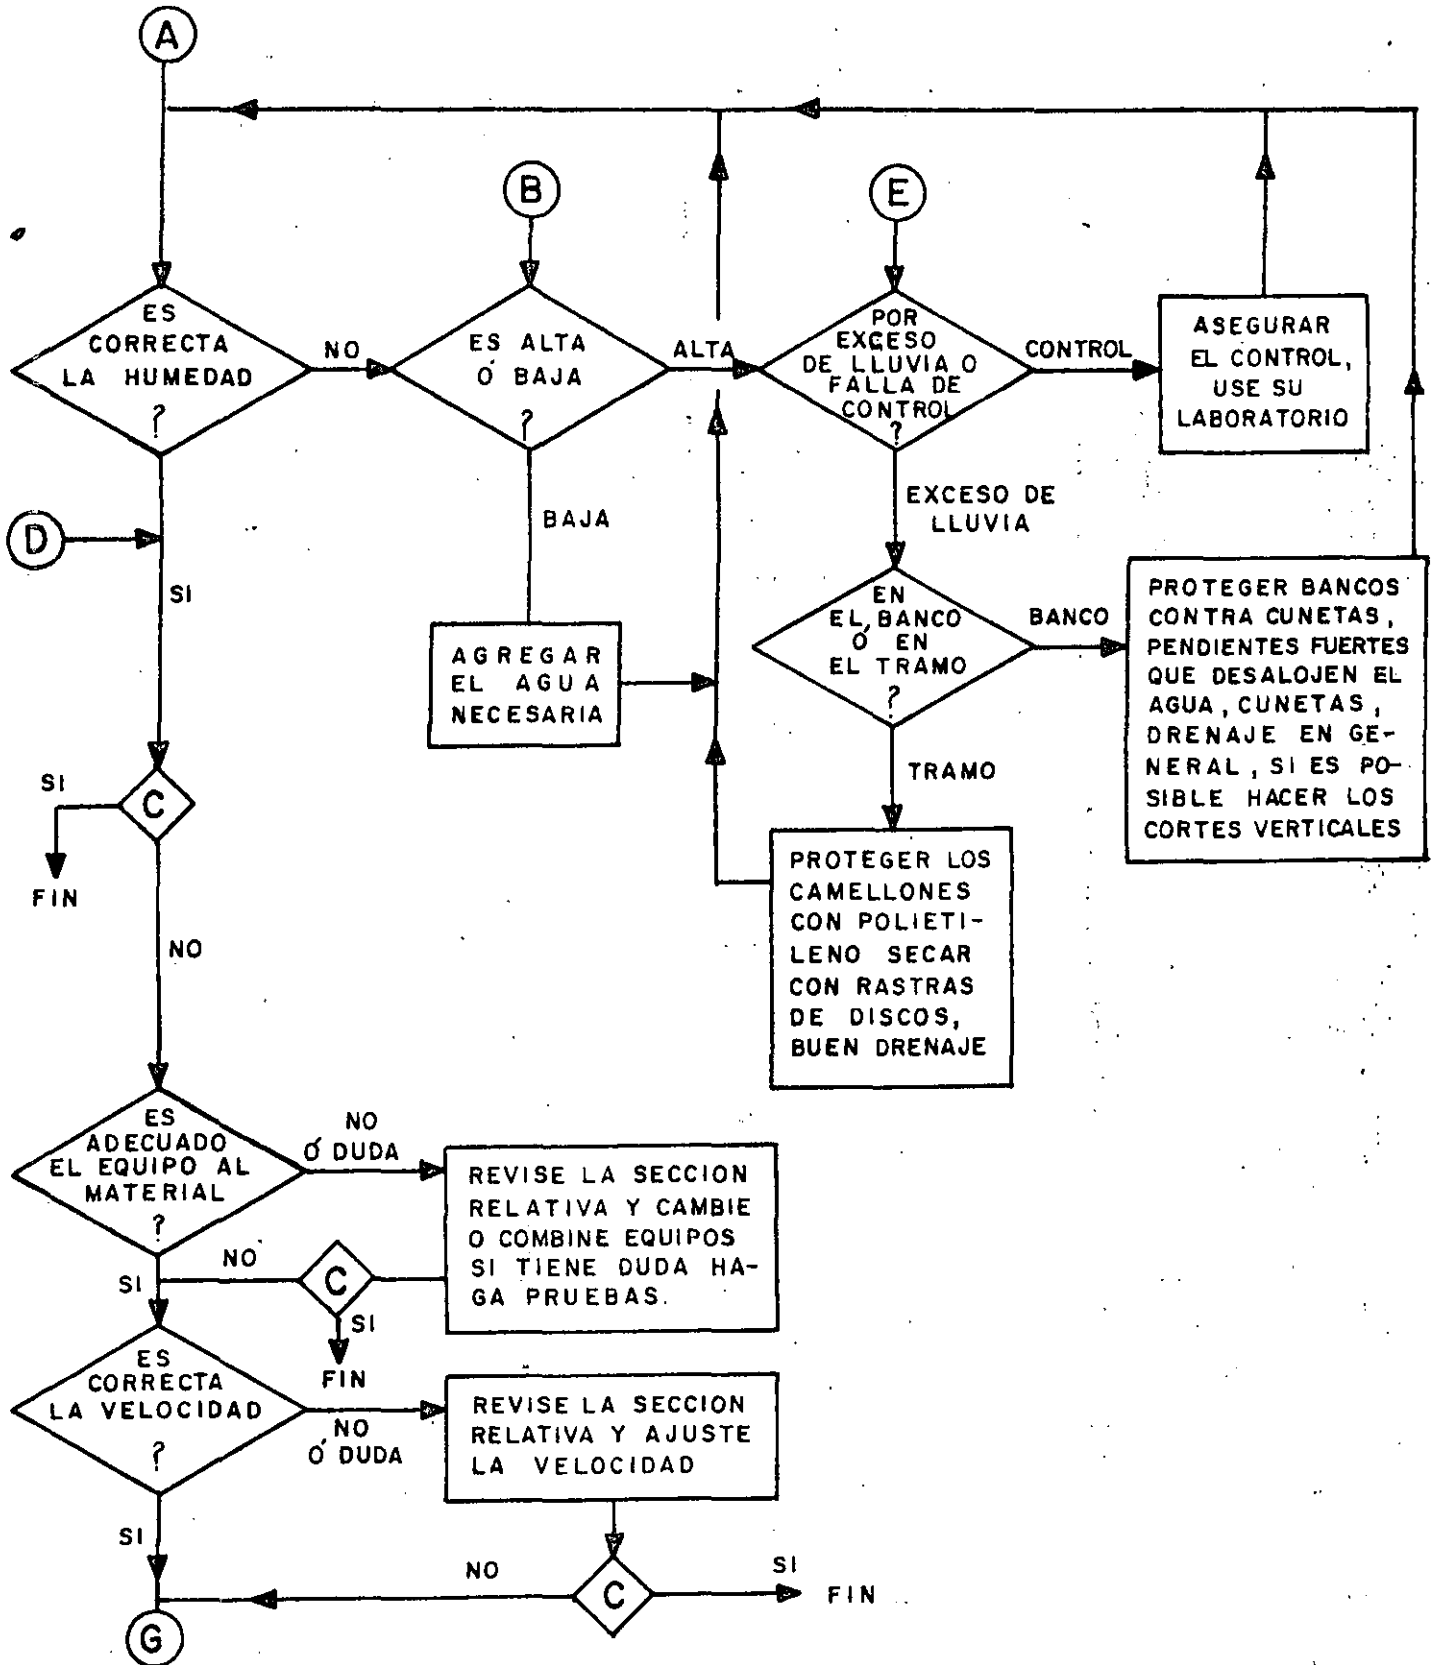 A
B
E
ES
CORRECTA
LA HUMEDAD
?
NO
ES ALTA
Ó BAJA
?
ALTA
POR
EXCESO
DE LLUVIA O
FALLA DE
CONTROL
?
CONTROL
ASEGURAR
EL CONTROL,
USE SU
LABORATORIO
D
SI
BAJA
EXCESO DE
LLUVIA
AGREGAR
EL AGUA
NECESARIA
EN
EL BANCO
Ó EN
EL TRAMO
?
BANCO
PROTEGER BANCOS
CONTRA CUNETAS,
PENDIENTES FUERTES
QUE DESALOJEN EL
AGUA, CUNETAS,
DRENAJE EN GE-
NERAL, SI ES PO-
SIBLE HACER LOS
CORTES VERTICALES
TRAMO
SI
C
FIN
NO
PROTEGER LOS
CAMELLONES
CON POLIETI-
LENO SECAR
CON RASTRAS
DE DISCOS,
BUEN DRENAJE
ES
ADECUADO
EL EQUIPO AL
MATERIAL
?
NO
Ó DUDA
REVISE LA SECCION
RELATIVA Y CAMBIE
O COMBINE EQUIPOS
SI TIENE DUDA HA-
GA PRUEBAS.
NO
C
SI
SI
FIN
ES
CORRECTA
LA VELOCIDAD
?
NO
Ó DUDA
REVISE LA SECCION
RELATIVA Y AJUSTE
LA VELOCIDAD
SI
NO
C
SI
FIN
G